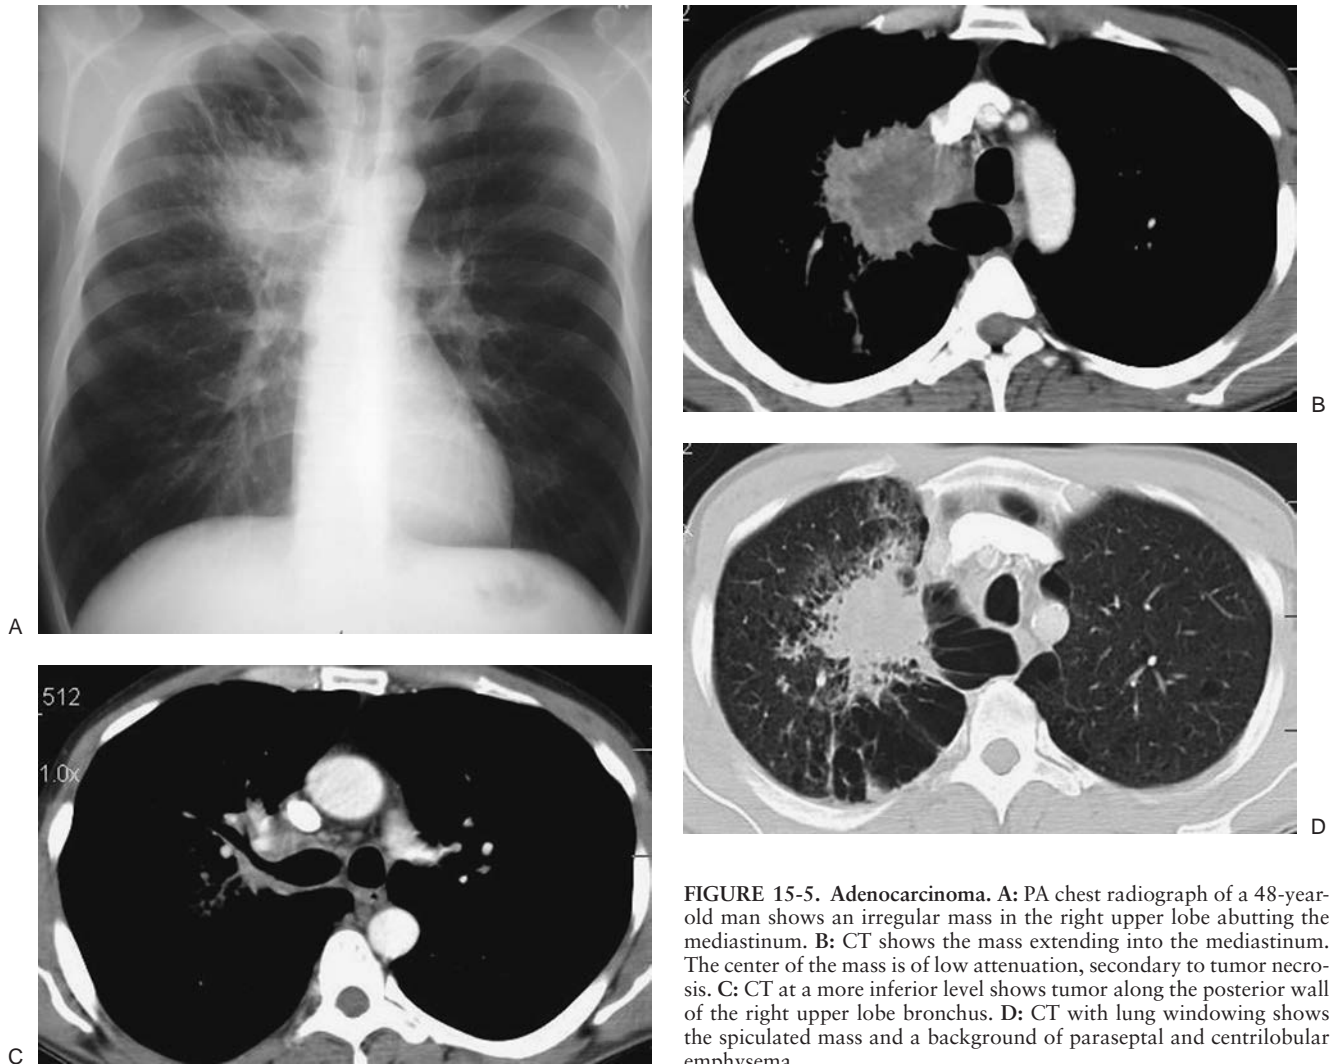 2
x
B
A
512
1.0x
C
2
x
D
FIGURE 15-5. Adenocarcinoma. A: PA chest radiograph of a 48-year-
old man shows an irregular mass in the right upper lobe abutting the
mediastinum. B: CT shows the mass extending into the mediastinum.
The center of the mass is of low attenuation, secondary to tumor necro-
sis. C: CT at a more inferior level shows tumor along the posterior wall
of the right upper lobe bronchus. D: CT with lung windowing shows
the spiculated mass and a background of paraseptal and centrilobular
emphysema.